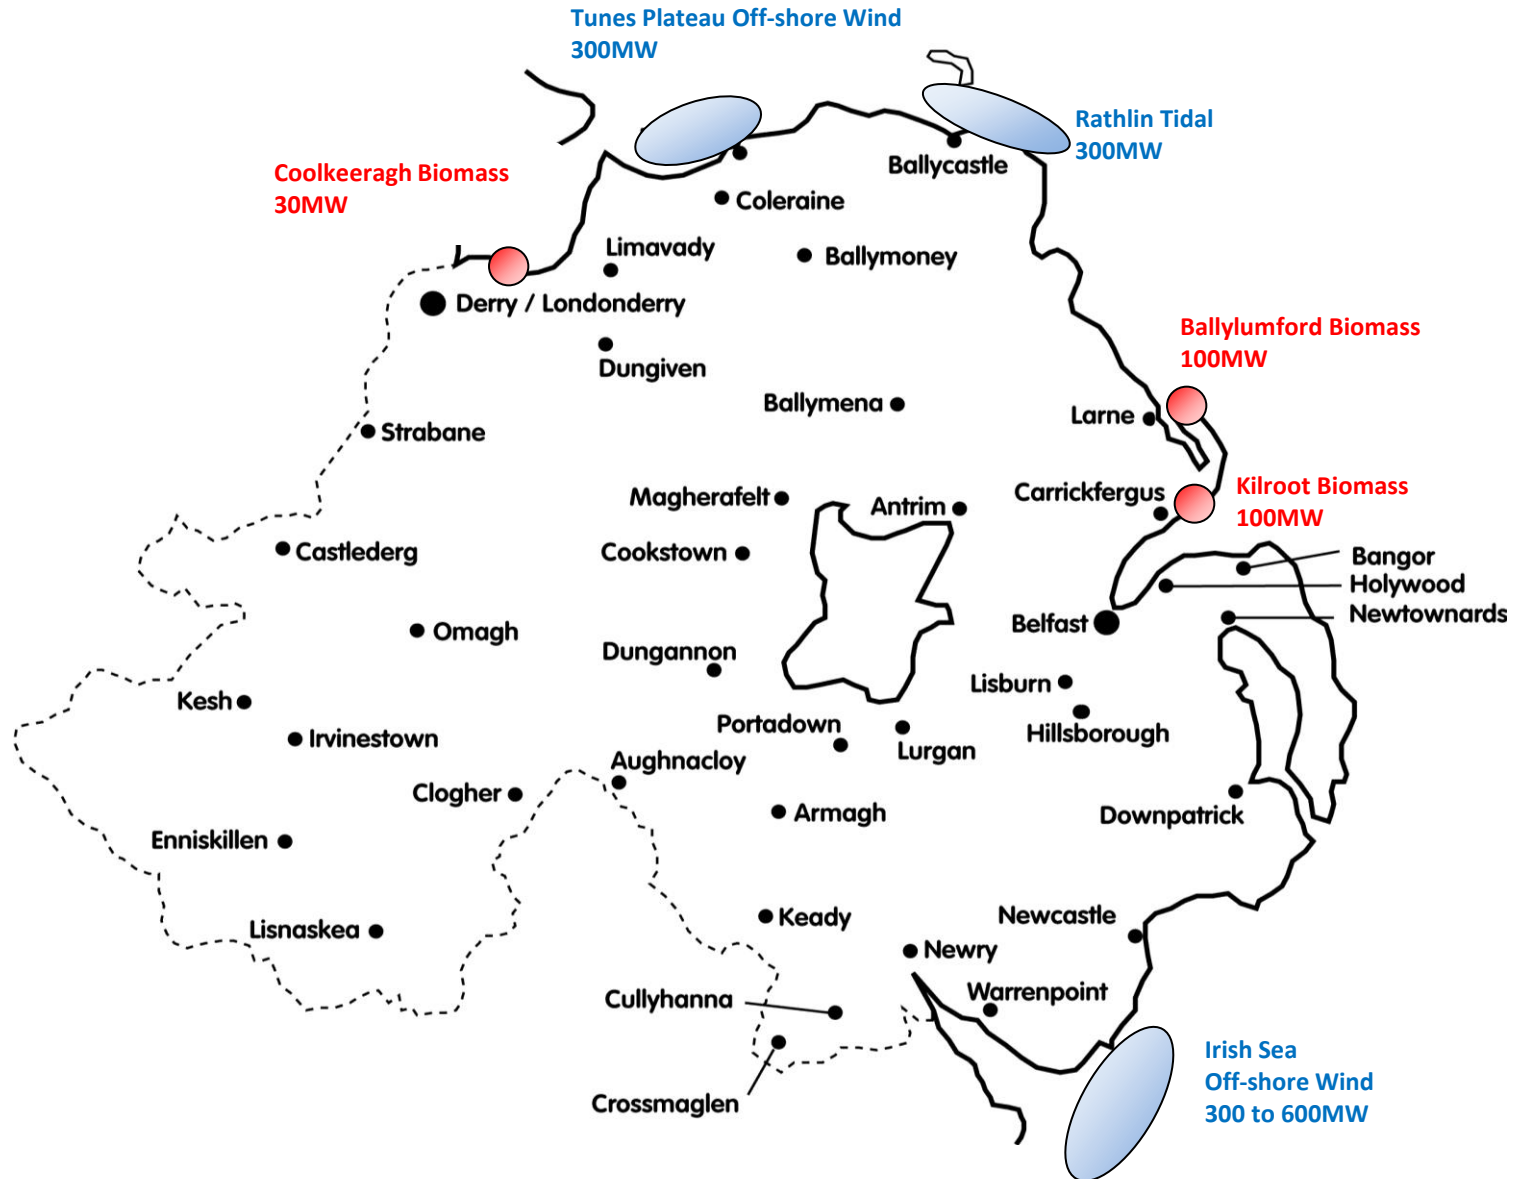 Tunes Plateau Off-shore Wind
300MW
Rathlin Tidal
300MW
Ballycastle
Coolkeeragh Biomass
30MW
Coleraine
Limavady
Ballymoney
Derry / Londonderry
Ballylumford Biomass
100MW
Dungiven
Ballymena
Larne
Strabane
Magherafelt
Antrim
Carrickfergus
Kilroot Biomass
100MW
Castlederg
Cookstown
Bangor
Holywood
Newtownards
Belfast
Omagh
Dungannon
Lisburn
Kesh
Portadown
Hillsborough
Irvinestown
Lurgan
Aughnacloy
Clogher
Armagh
Downpatrick
Enniskillen
Keady
Newcastle
Lisnaskea
Newry
Warrenpoint
Cullyhanna
Crossmaglen
Irish Sea
Off-shore Wind
300 to 600MW